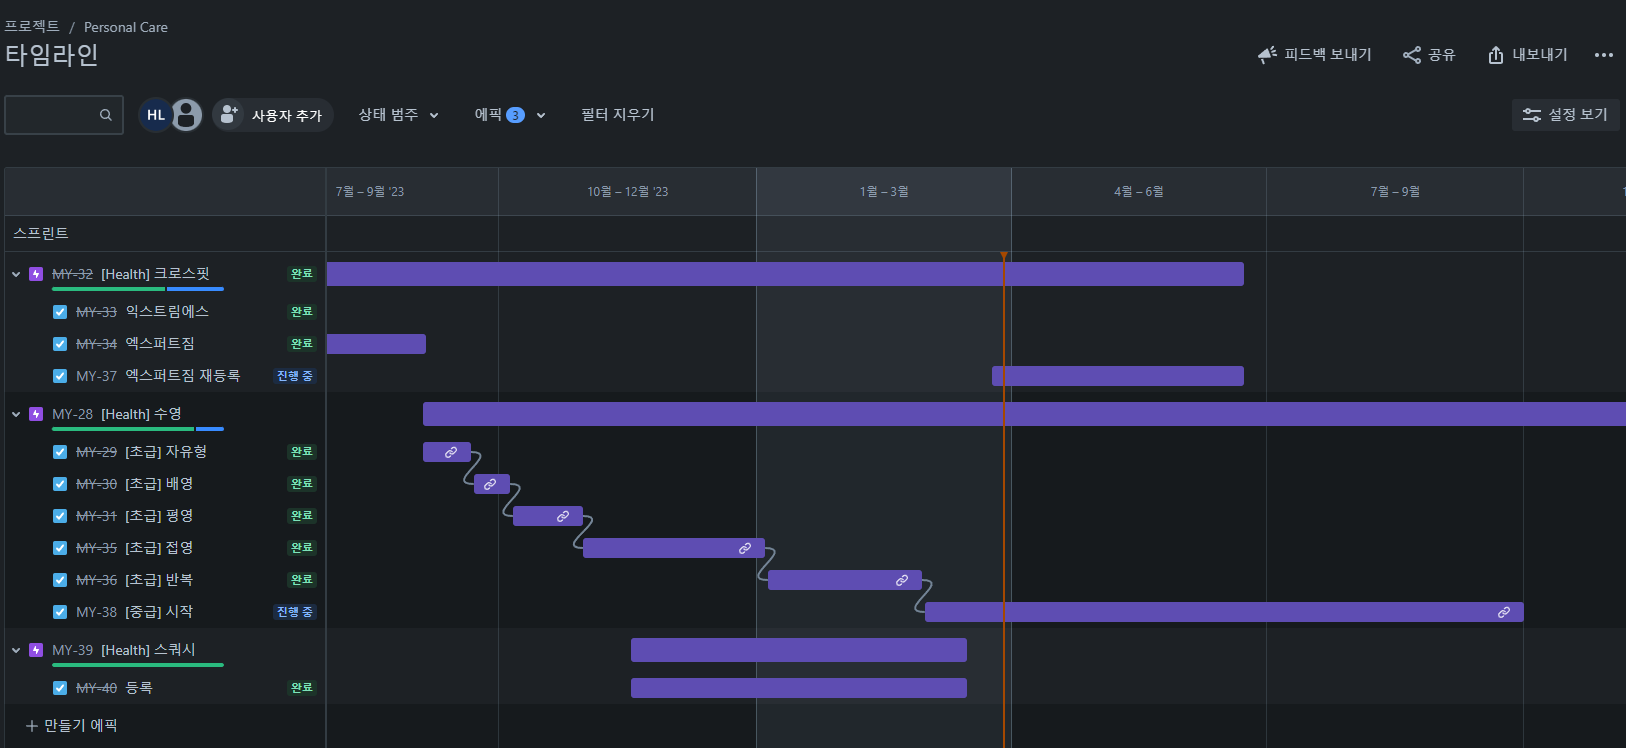 프로젝트 / Personal Care
타임라인
피드백 보내기
공유
내보내기
HL
사용자 추가
상태 범주
에픽 3
필터 지우기
설정 보기
7월 – 9월 '23
10월 – 12월 '23
1월 – 3월
4월 – 6월
7월 – 9월
스프린트
MY-32 [Health] 크로스핏 완료
MY-33 익스트림에스 완료
MY-34 엑스퍼트짐 완료
MY-37 엑스퍼트짐 재등록 진행 중
MY-28 [Health] 수영
MY-29 [초급] 자유형 완료
MY-30 [초급] 배영 완료
MY-31 [초급] 평영 완료
MY-35 [초급] 접영 완료
MY-36 [초급] 반복 완료
MY-38 [중급] 시작 진행 중
MY-39 [Health] 스쿼시
MY-40 등록 완료
만들기 에픽